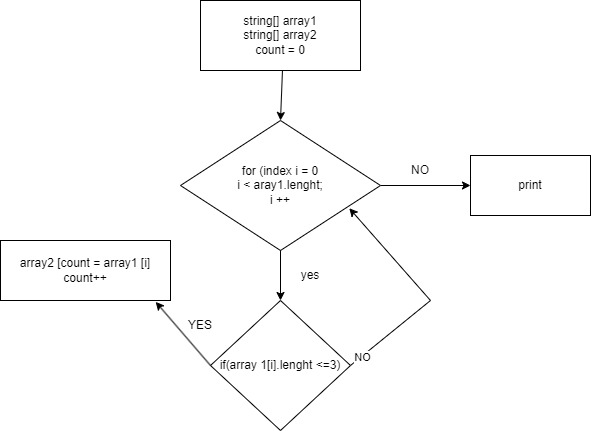 string[] array1
string[] array2
count = 0
for (index i = 0
i < aray1.lenght;
i ++
NO
print
yes
array2 [count = array1 [i]
count++
YES
if(array 1[i].lenght <=3)
NO